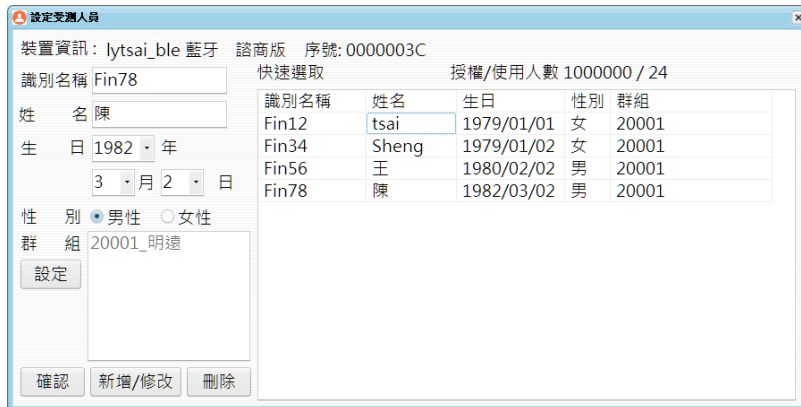 設定受測人員
裝置資訊: lytsai_ble 藍牙 諮商版 序號: 0000003C
識別名稱 Fin78
姓 名 陳
生 日 1982 年
3 月 2 日
性 別 男性 女性
群 組 20001_明遠
設定
確認 新增/修改 刪除
快速選取 授權/使用人數 1000000 / 24
識別名稱 姓名 生日 性別 群組
Fin12 tsai 1979/01/01 女 20001
Fin34 Sheng 1979/01/02 女 20001
Fin56 王 1980/02/02 男 20001
Fin78 陳 1982/03/02 男 20001